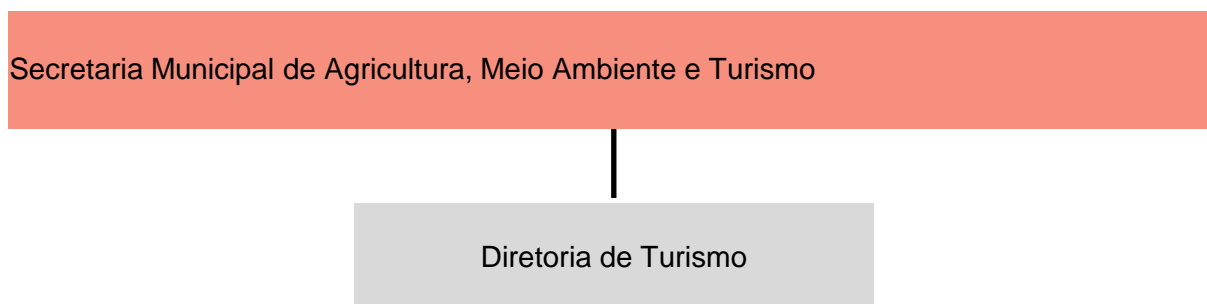 Secretaria Municipal de Agricultura, Meio Ambiente e Turismo
Diretoria de Turismo